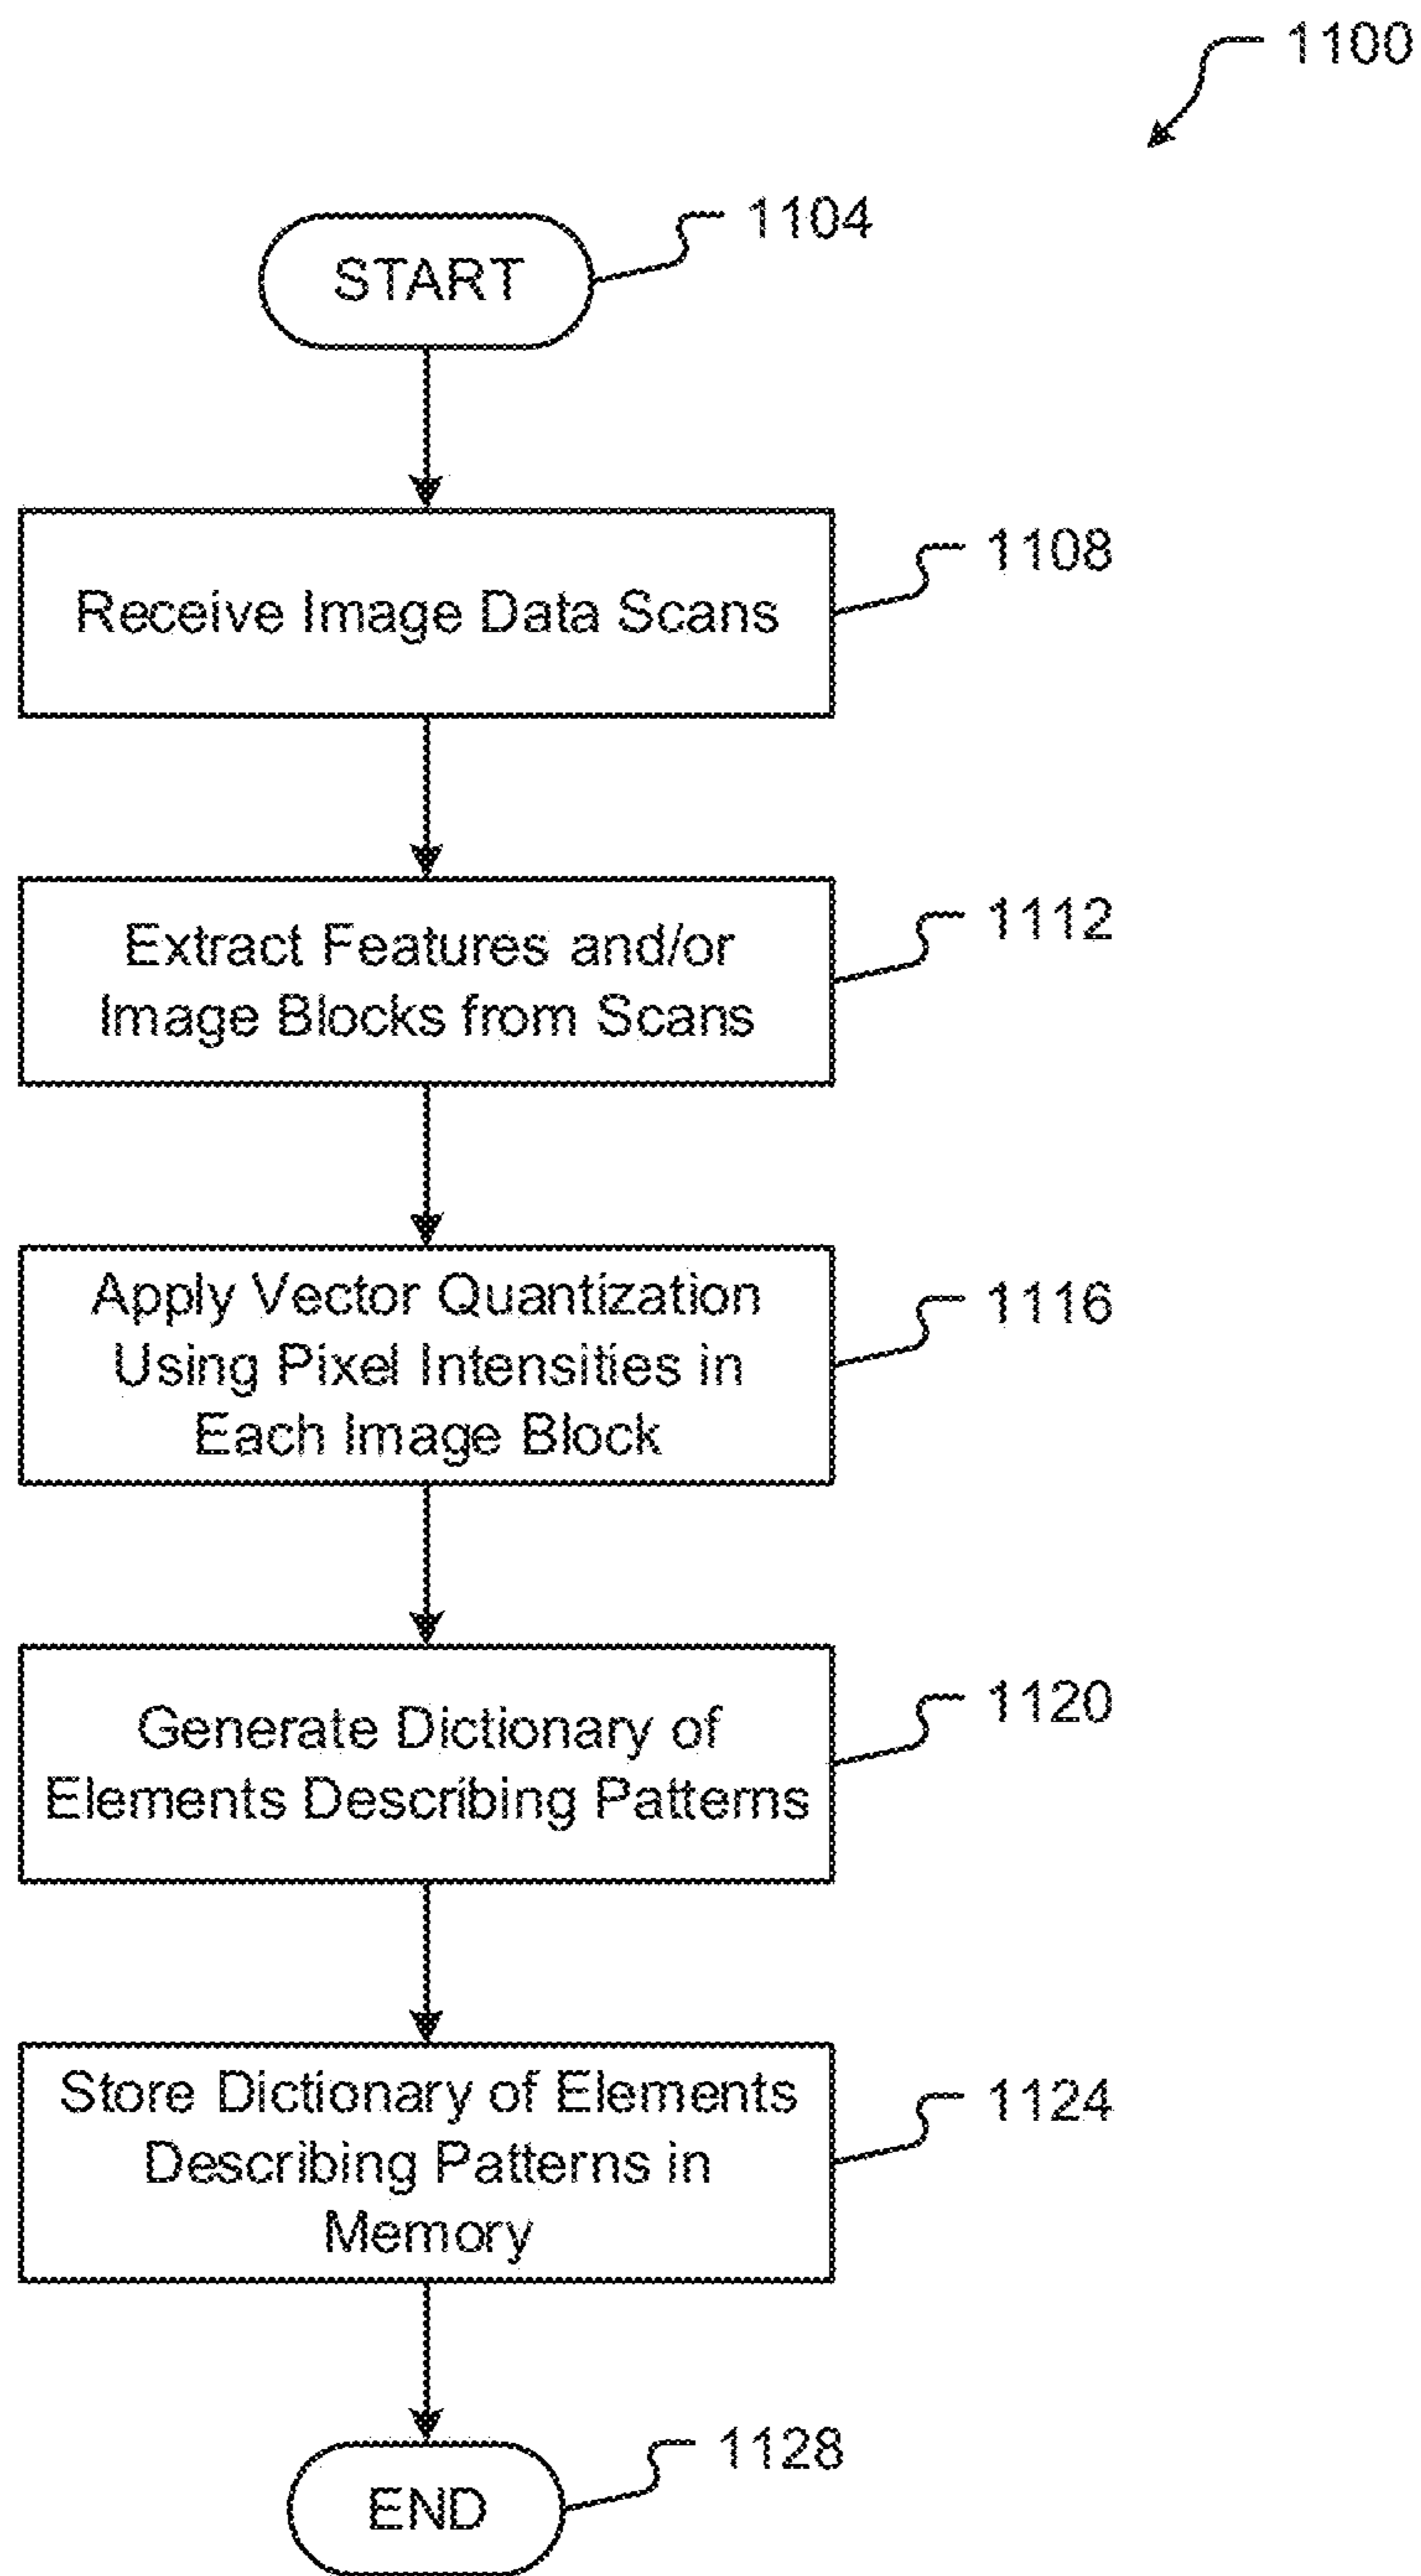 1100
START
1104
Receive Image Data Scans
1108
Extract Features and/or
Image Blocks from Scans
1112
Apply Vector Quantization
Using Pixel Intensities in
Each Image Block
1116
Generate Dictionary of
Elements Describing Patterns
1120
Store Dictionary of Elements
Describing Patterns in
Memory
1124
END
1128